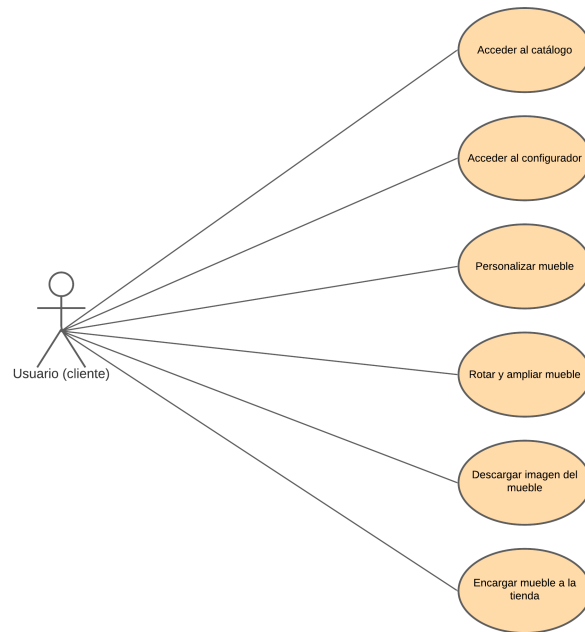 Acceder al catálogo
Acceder al configurador
Personalizar mueble
Usuario (cliente)
Rotar y ampliar mueble
Descargar imagen del
mueble
Encargar mueble a la
tienda